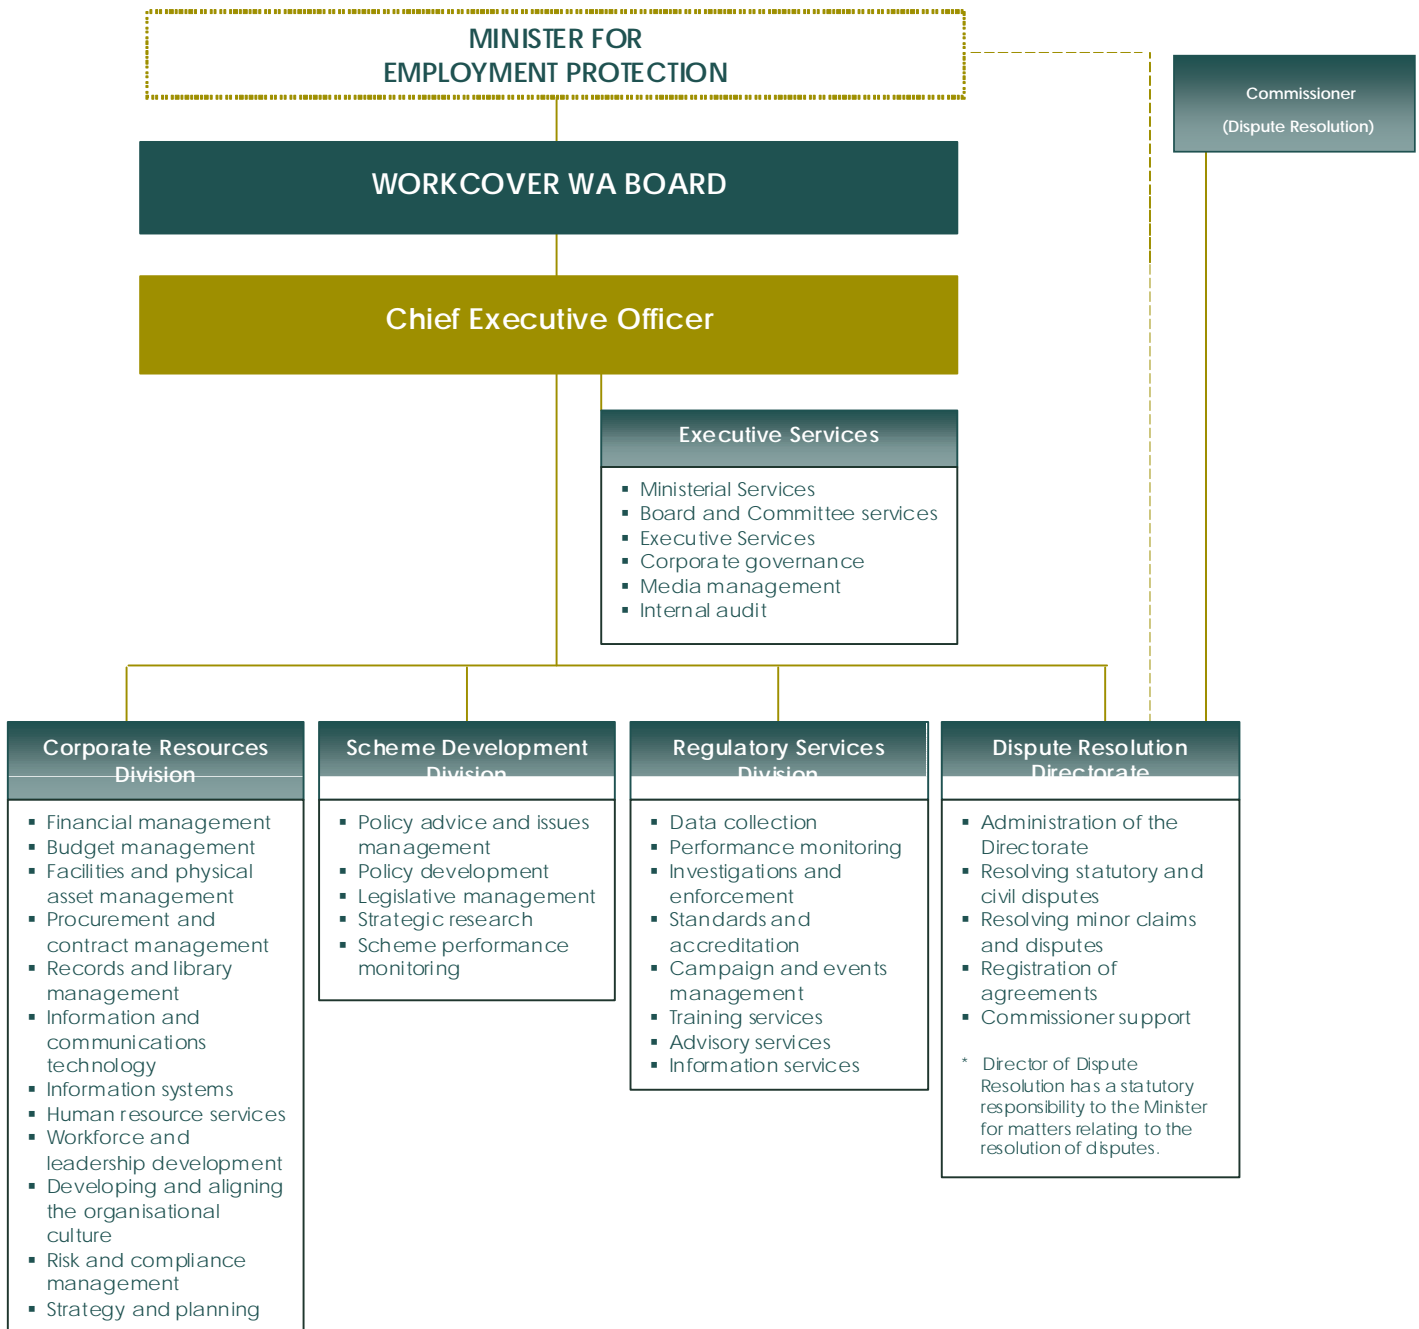 MINISTER FOR
EMPLOYMENT PROTECTION
Commissioner
(Dispute Resolution)
WORKCOVER WA BOARD
Chief Executive Officer
Executive Services
▪ Ministerial Services
▪ Board and Committee services
▪ Executive Services
▪ Corporate governance
▪ Media management
▪ Internal audit
Corporate Resources
Division
▪ Financial management
▪ Budget management
▪ Facilities and physical
asset management
▪ Procurement and
contract management
▪ Records and library
management
▪ Information and
communications
technology
▪ Information systems
▪ Human resource services
▪ Workforce and
leadership development
▪ Developing and aligning
the organisational
culture
▪ Risk and compliance
management
▪ Strategy and planning
Scheme Development
Division
▪ Policy advice and issues
management
▪ Policy development
▪ Legislative management
▪ Strategic research
▪ Scheme performance
monitoring
Regulatory Services
Division
▪ Data collection
▪ Performance monitoring
▪ Investigations and
enforcement
▪ Standards and
accreditation
▪ Campaign and events
management
▪ Training services
▪ Advisory services
▪ Information services
Dispute Resolution
Directorate
▪ Administration of the
Directorate
▪ Resolving statutory and
civil disputes
▪ Resolving minor claims
and disputes
▪ Registration of
agreements
▪ Commissioner support
* Director of Dispute
Resolution has a statutory
responsibility to the Minister
for matters relating to the
resolution of disputes.